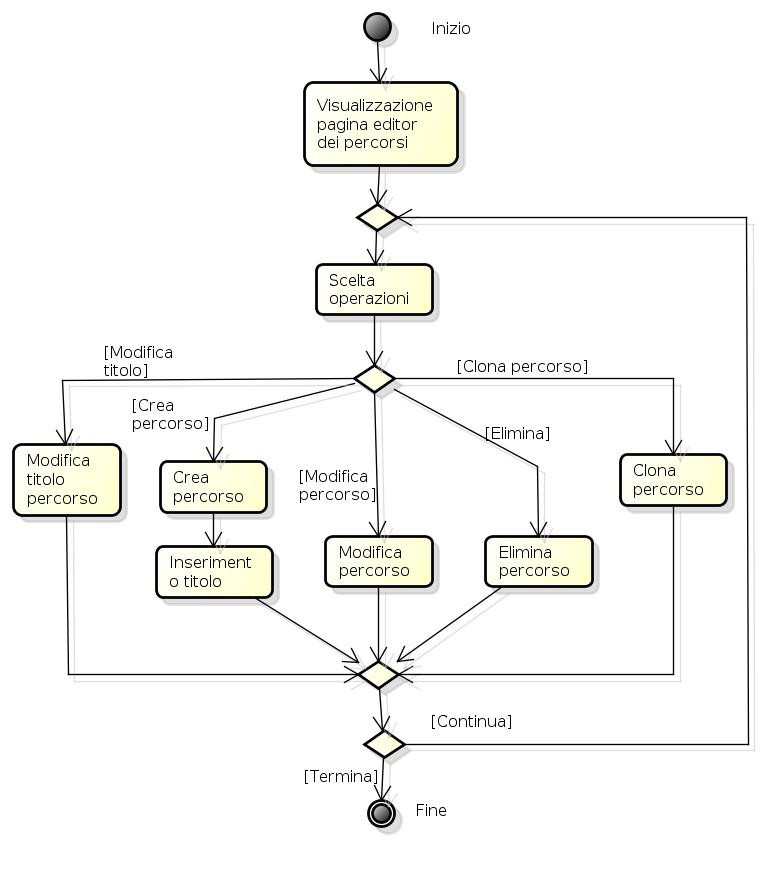 Inizio
Visualizzazione
pagina editor
dei percorsi
Scelta
operazioni
[Modifica
titolo]
[Clona percorso]
[Crea
percorso]
[Elimina]
[Modifica
percorso]
Modifica
titolo
percorso
Crea
percorso
Clona
percorso
Inseriment
o titolo
Modifica
percorso
Elimina
percorso
[Continua]
[Termina]
Fine